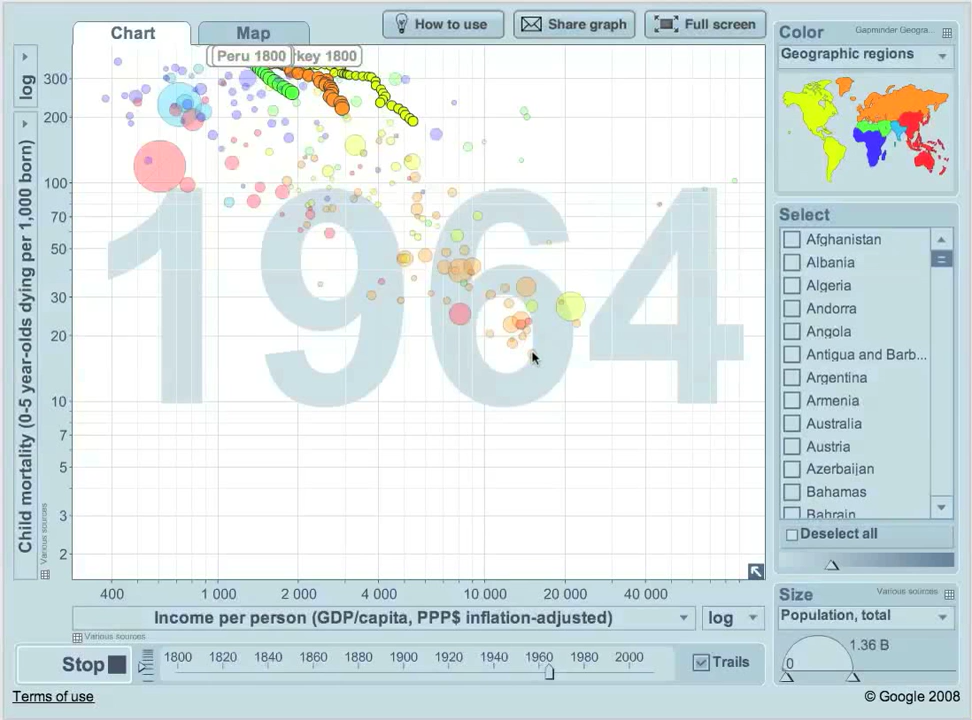 Chart
Map
How to use
Share graph
Full screen
Peru 1800
key 1800
log
Child mortality (0-5 year-olds dying per 1,000 born)
Various sources
300
200
100
70
50
30
20
10
7
5
3
2
1964
400
1 000
2 000
4 000
10 000
20 000
40 000
Income per person (GDP/capita, PPP$ inflation-adjusted)
log
Various sources
Stop
1800 1820 1840 1860 1880 1900 1920 1940 1960 1980 2000
Trails
Terms of use
Color
Gapminder Geogra...
Geographic regions
Select
Afghanistan
Albania
Algeria
Andorra
Angola
Antigua and Barb...
Argentina
Armenia
Australia
Austria
Azerbaijan
Bahamas
Bahrain
Deselect all
Size
Various sources
Population, total
1.36 B
0
© Google 2008